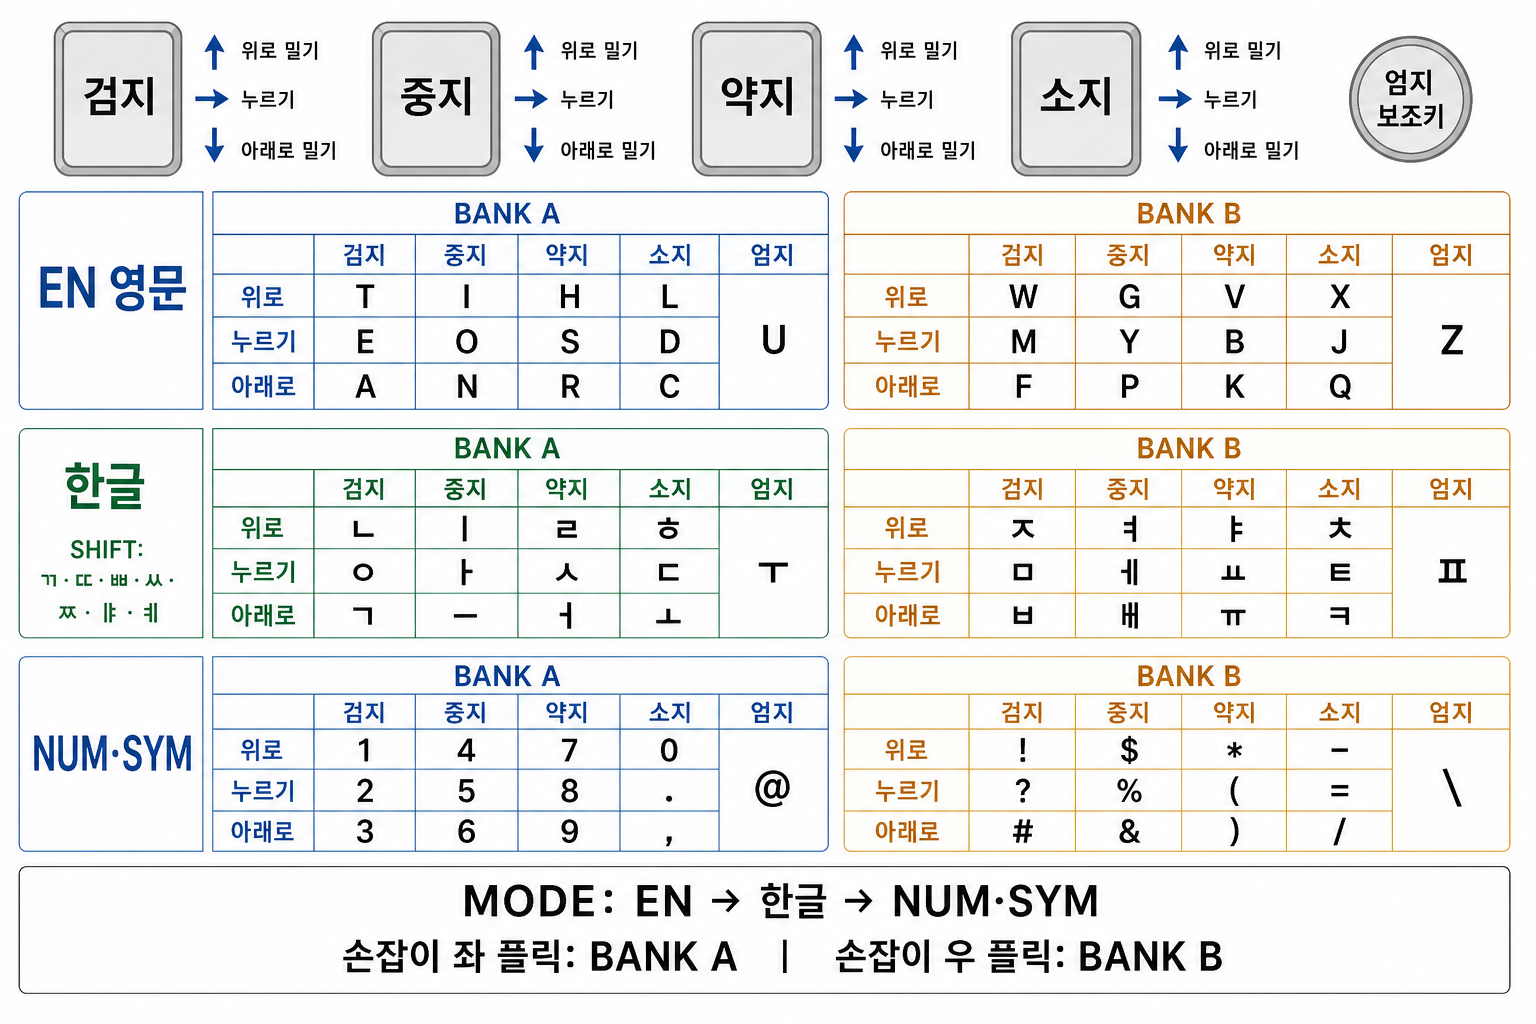 검지 ↑ 위로 밀기 → 누르기 ↓ 아래로 밀기
중지 ↑ 위로 밀기 → 누르기 ↓ 아래로 밀기
약지 ↑ 위로 밀기 → 누르기 ↓ 아래로 밀기
소지 ↑ 위로 밀기 → 누르기 ↓ 아래로 밀기
엄지
보조키
EN 영문
BANK A
검지 중지 약지 소지 엄지
위로 T I H L
누르기 E O S D U
아래로 A N R C
BANK B
검지 중지 약지 소지 엄지
위로 W G V X
누르기 M Y B J Z
아래로 F P K Q
한글
SHIFT:
ㄲ · ㄸ · ㅃ · ㅆ ·
ㅉ · ㅒ · ㅖ
BANK A
검지 중지 약지 소지 엄지
위로 ㄴ ㅣ ㄹ ㅎ
누르기 ㅇ ㅏ ㅅ ㄷ ㅜ
아래로 ㄱ ㅡ ㅓ ㅗ
BANK B
검지 중지 약지 소지 엄지
위로 ㅈ ㅕ ㅑ ㅊ
누르기 ㅁ ㅔ ㅛ ㅌ ㅍ
아래로 ㅂ ㅐ ㅠ ㅋ
NUM·SYM
BANK A
검지 중지 약지 소지 엄지
위로 1 4 7 0
누르기 2 5 8 . @
아래로 3 6 9 ,
BANK B
검지 중지 약지 소지 엄지
위로 ! $ * −
누르기 ? % ( = \
아래로 # & ) /
MODE: EN → 한글 → NUM·SYM
손잡이 좌 플릭: BANK A | 손잡이 우 플릭: BANK B